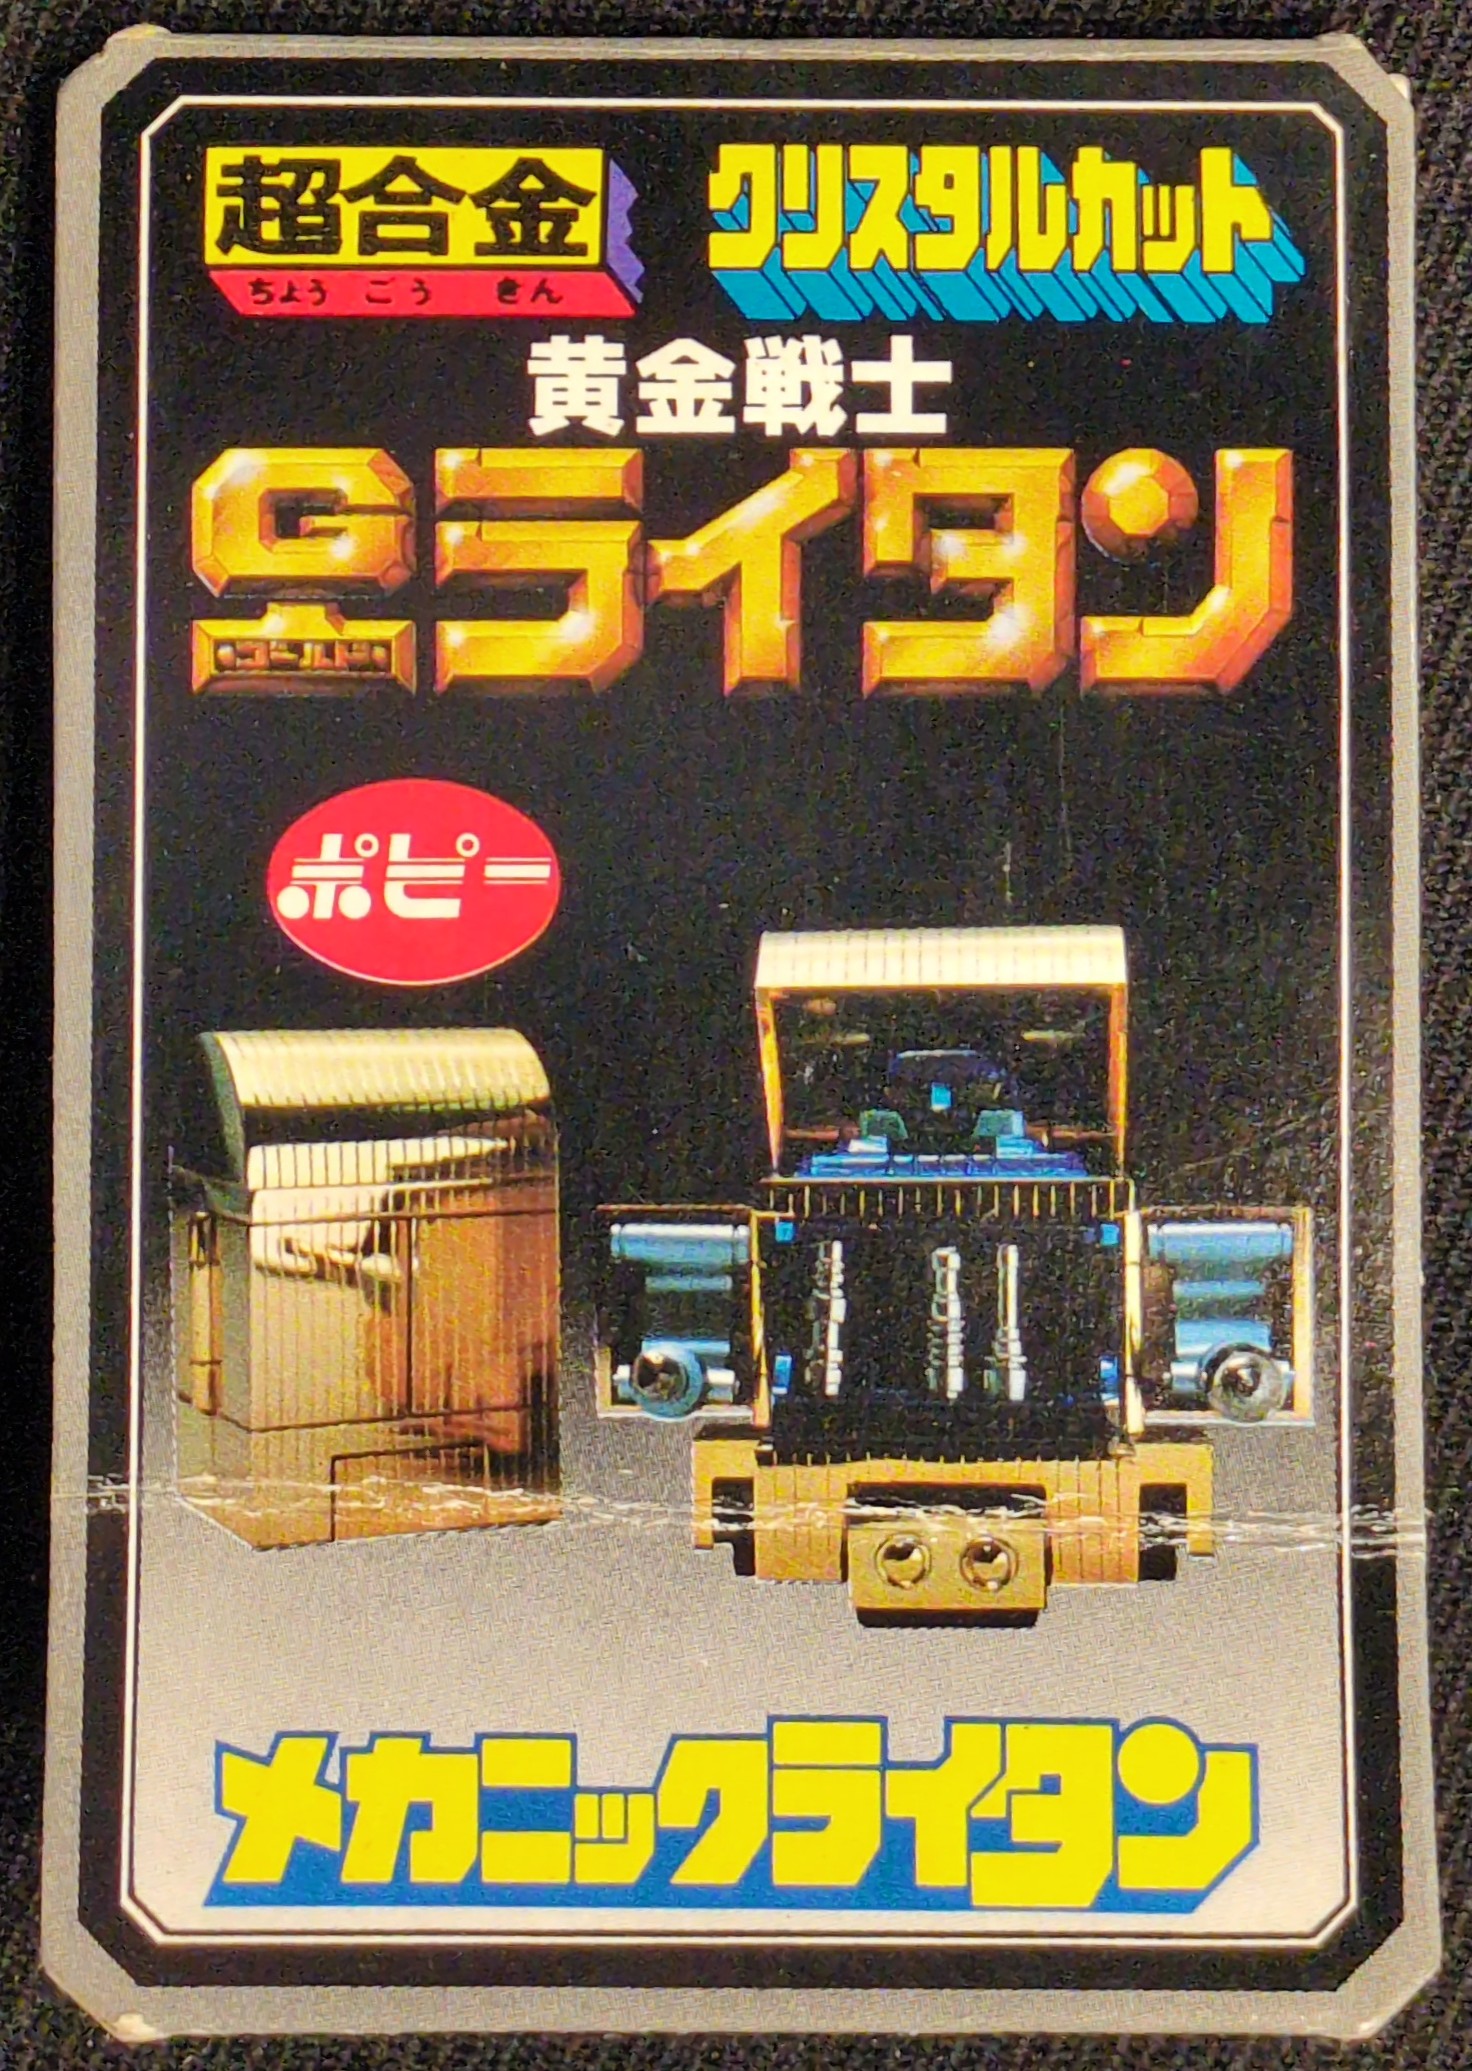 超合金
ちょうごうきん
クリスタルカット
黄金戦士
Gライタン
ゴールド
ポピー
メカニックライタン